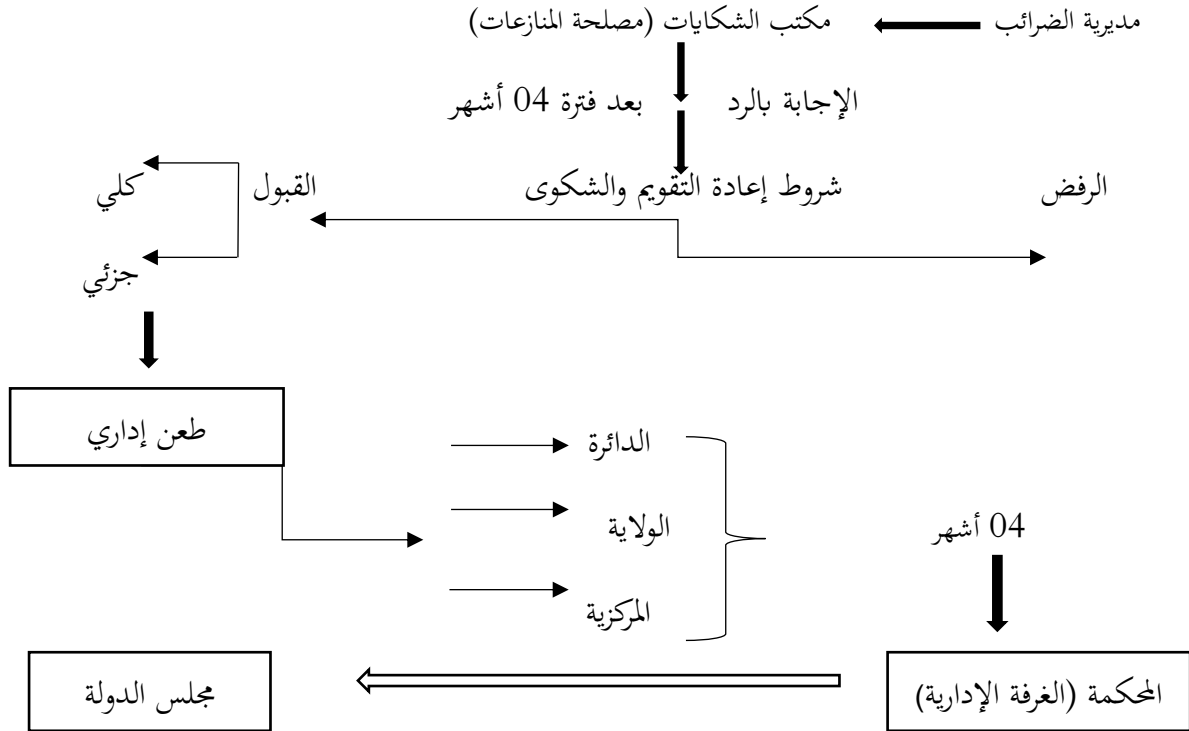 مديرية الضرائب
مكتب الشكايات (مصلحة المنازعات)
الإجابة بالرد
بعد فترة 04 أشهر
الرفض
شروط إعادة التقويم والشكوى
القبول
كلي
جزئي
طعن إداري
الدائرة
الولاية
المركزية
04 أشهر
المحكمة (الغرفة الإدارية)
مجلس الدولة